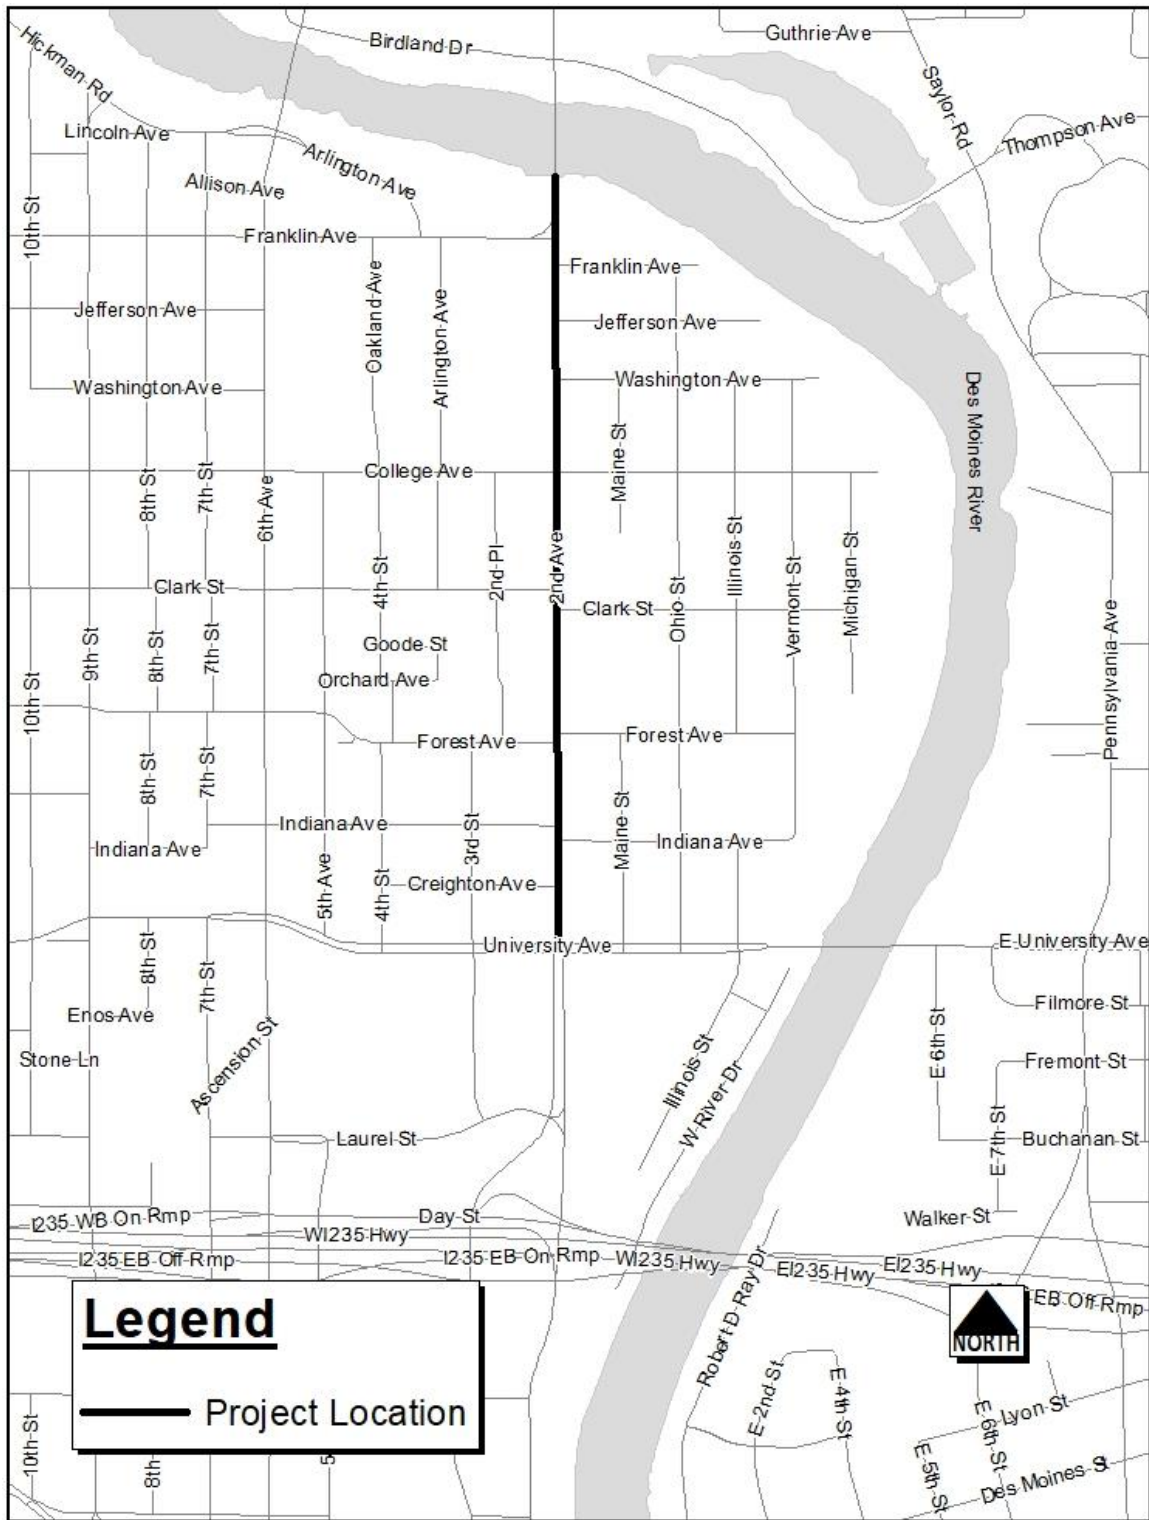 Guthrie Ave
Birdland Dr
Hickman Rd
Saylor Rd
Thompson Ave
Lincoln Ave
Arlington Ave
Allison Ave
10th St
Franklin Ave
Franklin Ave
Oakland Ave
Arlington Ave
Jefferson Ave
Jefferson Ave
Washington Ave
Washington Ave
Des Moines River
Maine St
College Ave
8th St
7th St
6th Ave
Illinois St
2nd Ave
2nd Pl
4th St
Clark St
Clark St
Ohio St
Vermont St
Michigan St
9th St
8th St
7th St
Goode St
Orchard Ave
Pennsylvania Ave
10th St
Forest Ave
Forest Ave
8th St
7th St
Indiana Ave
3rd St
Maine St
Indiana Ave
Indiana Ave
5th Ave
4th St
Creighton Ave
University Ave
E University Ave
8th St
7th St
Filmore St
Enos Ave
E 6th St
Stone Ln
Ascension St
Illinois St
W River Dr
Fremont St
E 7th St
Laurel St
Buchanan St
I235 WB On Rmp
Day St
Walker St
WI235 Hwy
I235 EB Off Rmp
I235 EB On Rmp
WI235 Hwy
EI235 Hwy
EI235 Hwy
EB Off Rmp
Robert D Ray Dr
NORTH
Legend
Project Location
E 2nd St
E 4th St
E 6th St
Lyon St
10th St
8th
5
E 5th St
Des Moines St